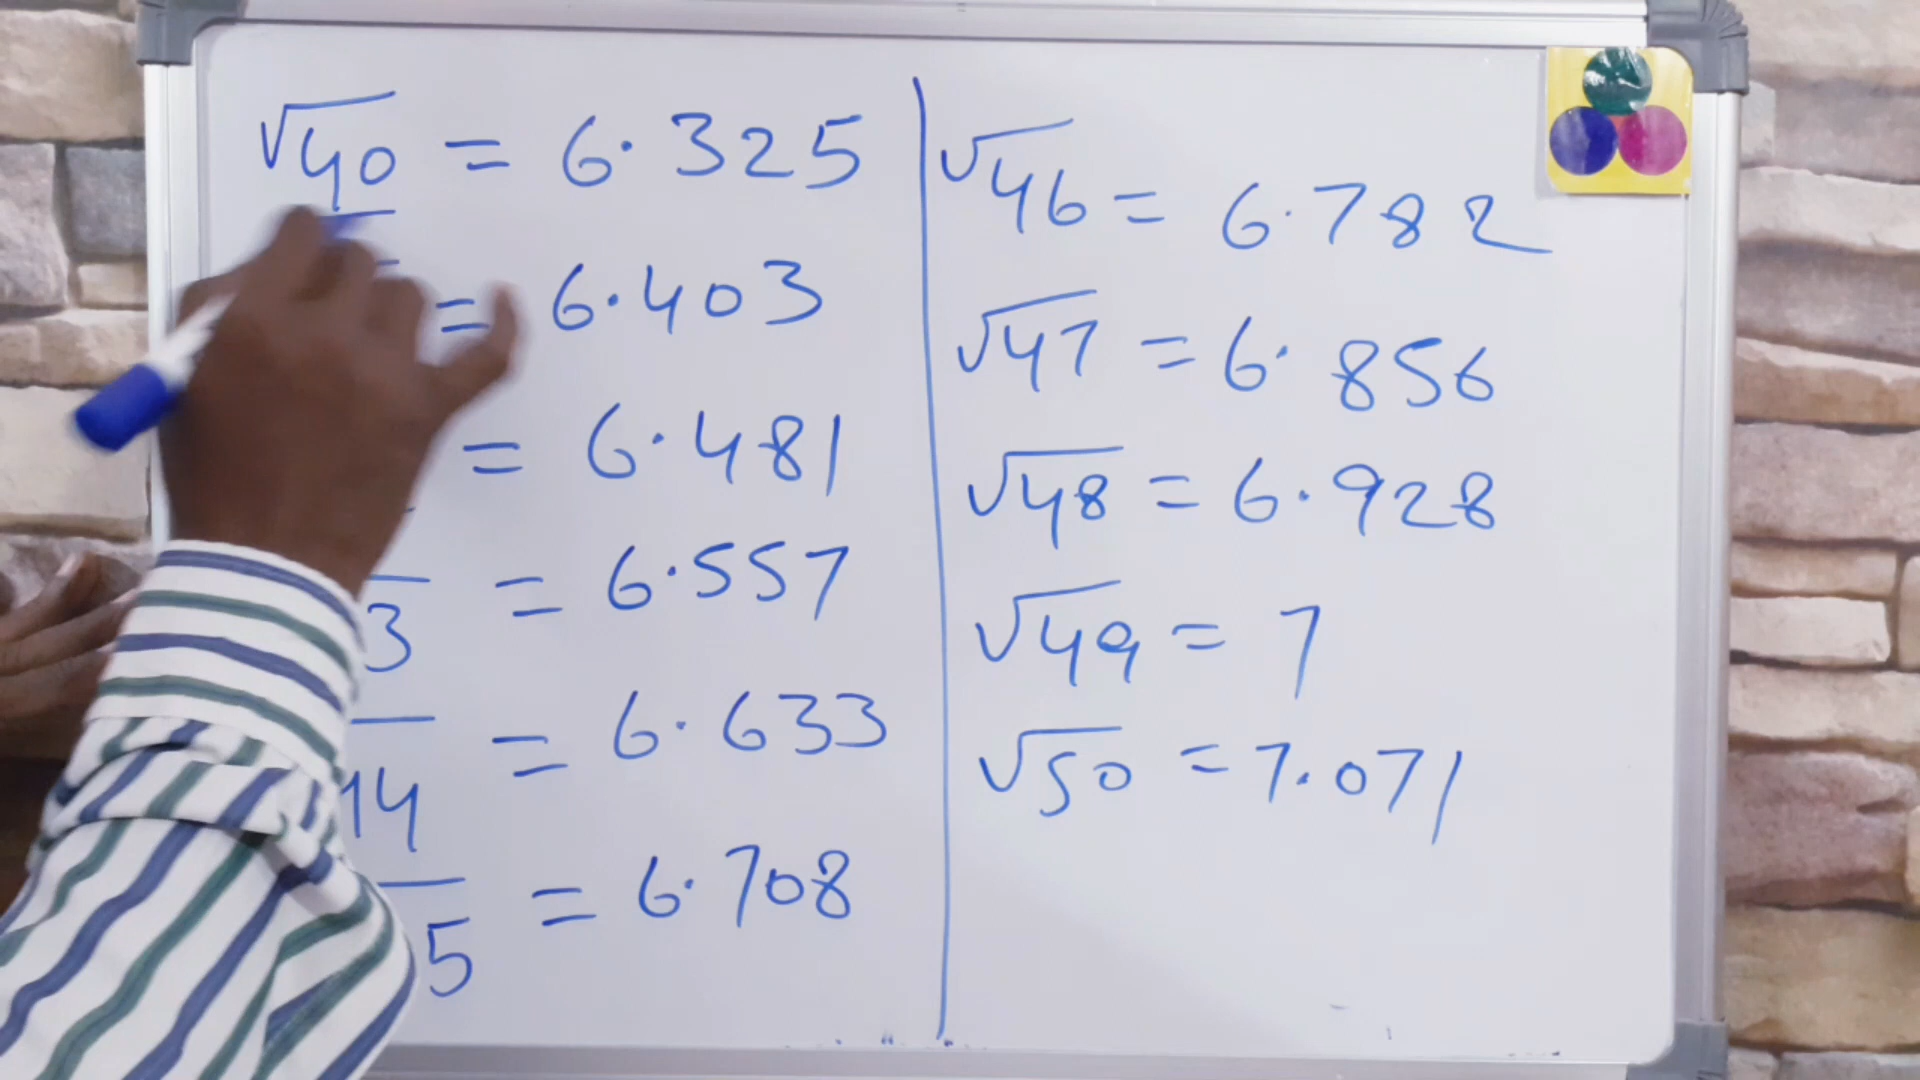 √40 = 6.325
= 6.403
= 6.481
3 = 6.557
44 = 6.633
5 = 6.708
√46 = 6.782
√47 = 6.856
√48 = 6.928
√49 = 7
√50 = 7.071